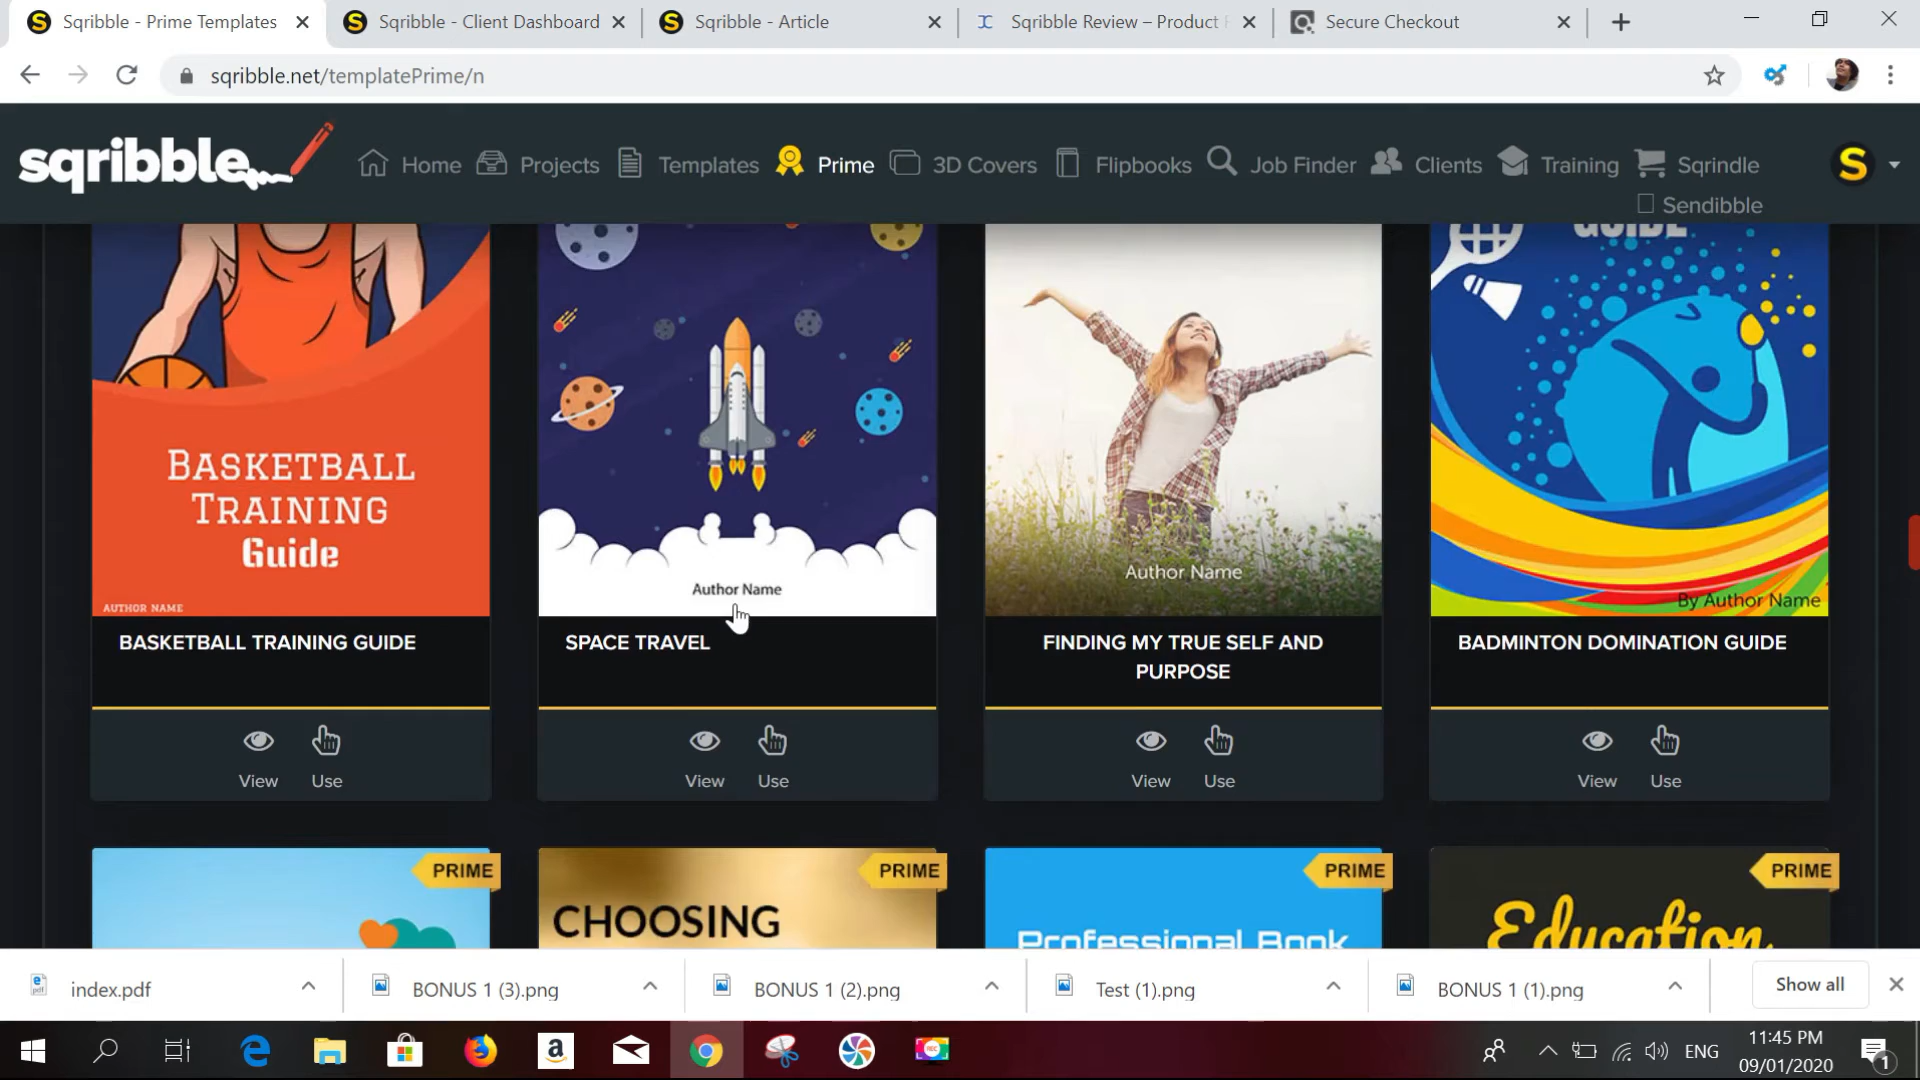 Sqribble - Prime Templates
Sqribble - Client Dashboard
Sqribble - Article
Sqribble Review – Product
Secure Checkout
sqribble.net/templatePrime/n
sqribble
Home
Projects
Templates
Prime
3D Covers
Flipbooks
Job Finder
Clients
Training
Sqrindle
Sendibble
S
GUIDE
BASKETBALL
TRAINING
Guide
AUTHOR NAME
Author Name
Author Name
By Author Name
BASKETBALL TRAINING GUIDE
SPACE TRAVEL
FINDING MY TRUE SELF AND
PURPOSE
BADMINTON DOMINATION GUIDE
View
Use
View
Use
View
Use
View
Use
PRIME
PRIME
PRIME
PRIME
CHOOSING
Professional Book
Education
index.pdf
BONUS 1 (3).png
BONUS 1 (2).png
Test (1).png
BONUS 1 (1).png
Show all
ENG
11:45 PM
09/01/2020
1